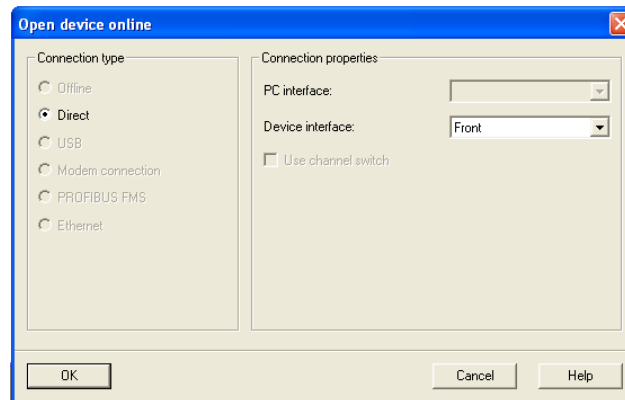 Open device online
Connection type
Offline
Direct
USB
Modem connection
PROFIBUS FMS
Ethernet
Connection properties
PC interface:
Device interface: Front
Use channel switch
OK Cancel Help